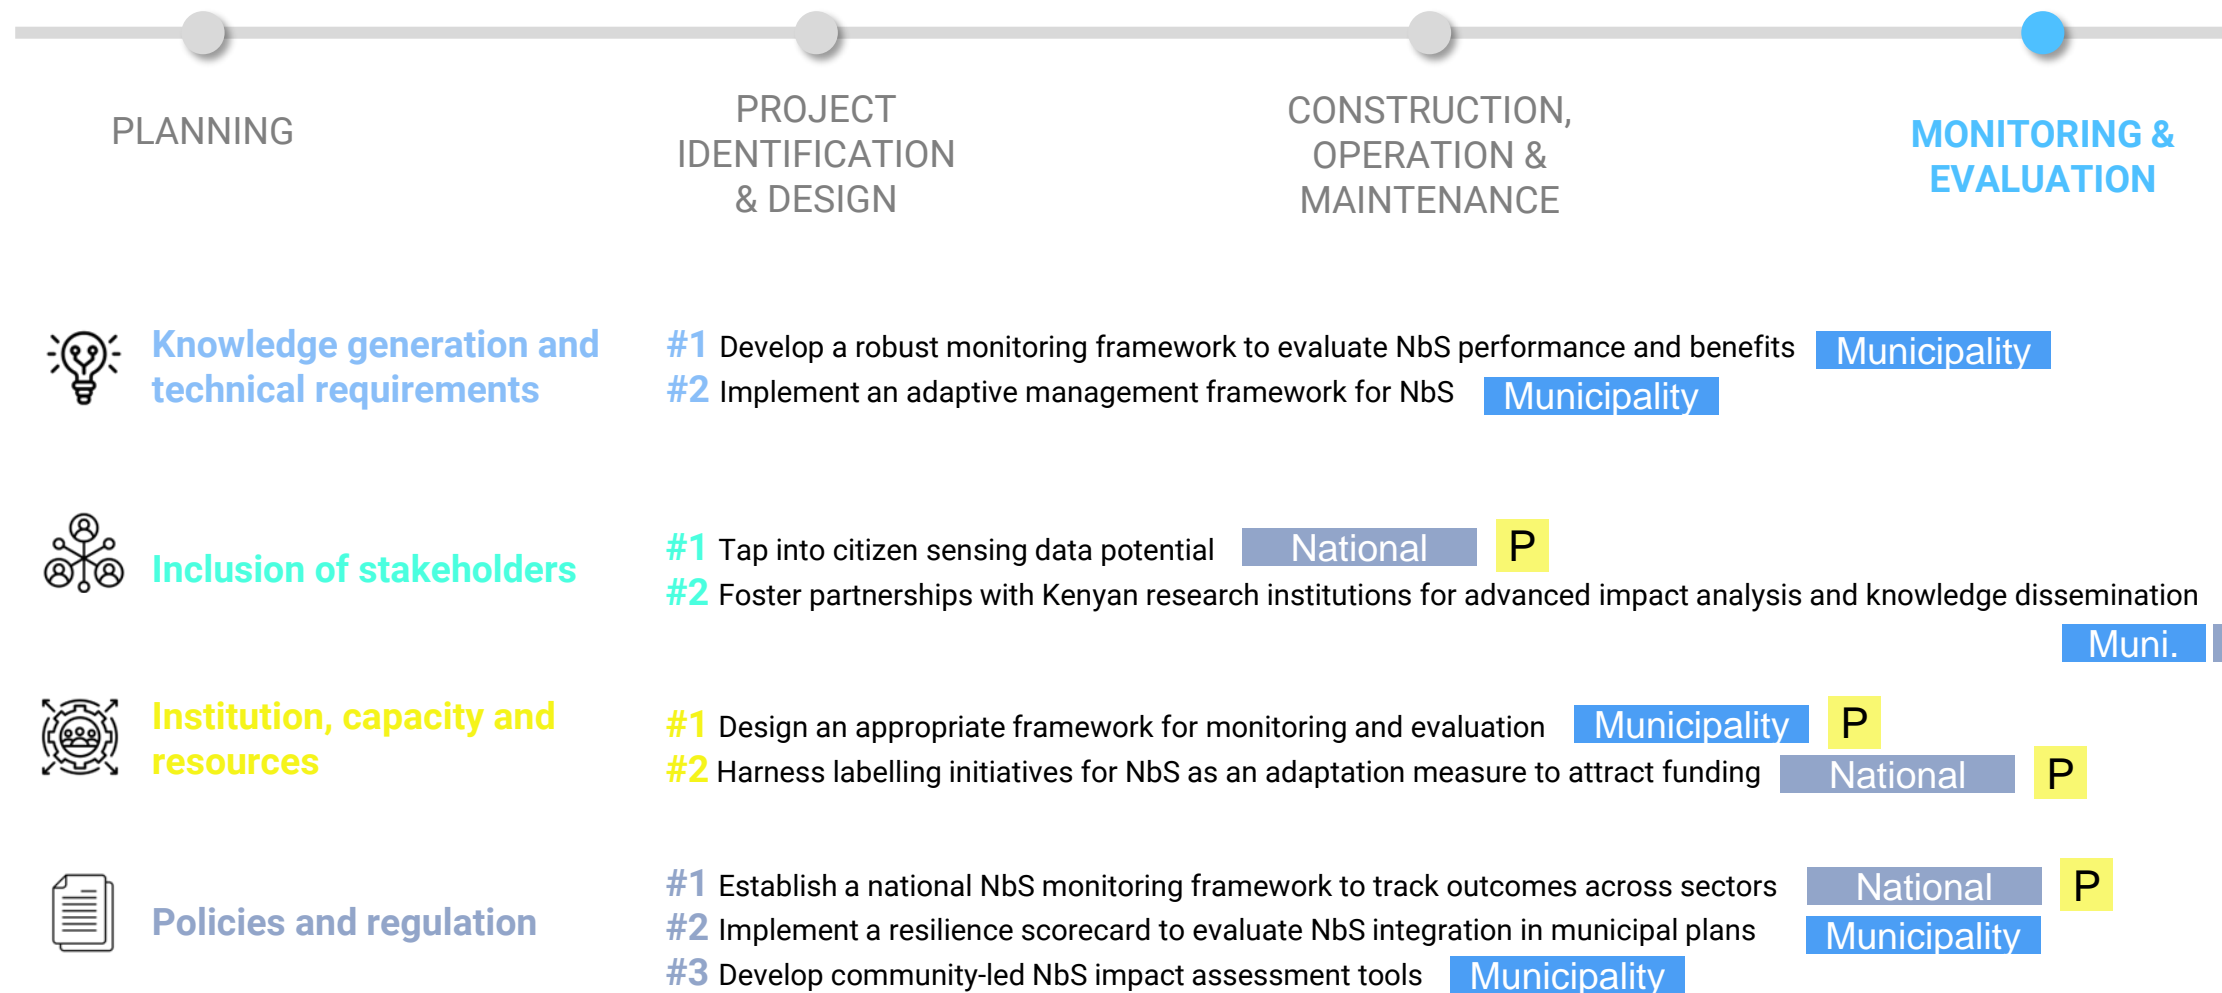 PLANNING
PROJECT
IDENTIFICATION
& DESIGN
CONSTRUCTION,
OPERATION &
MAINTENANCE
MONITORING &
EVALUATION
Knowledge generation and
technical requirements
#1 Develop a robust monitoring framework to evaluate NbS performance and benefits Municipality
#2 Implement an adaptive management framework for NbS Municipality
Inclusion of stakeholders
#1 Tap into citizen sensing data potential National P
#2 Foster partnerships with Kenyan research institutions for advanced impact analysis and knowledge dissemination
Muni.
Institution, capacity and
resources
#1 Design an appropriate framework for monitoring and evaluation Municipality P
#2 Harness labelling initiatives for NbS as an adaptation measure to attract funding National P
Policies and regulation
#1 Establish a national NbS monitoring framework to track outcomes across sectors National P
#2 Implement a resilience scorecard to evaluate NbS integration in municipal plans Municipality
#3 Develop community-led NbS impact assessment tools Municipality